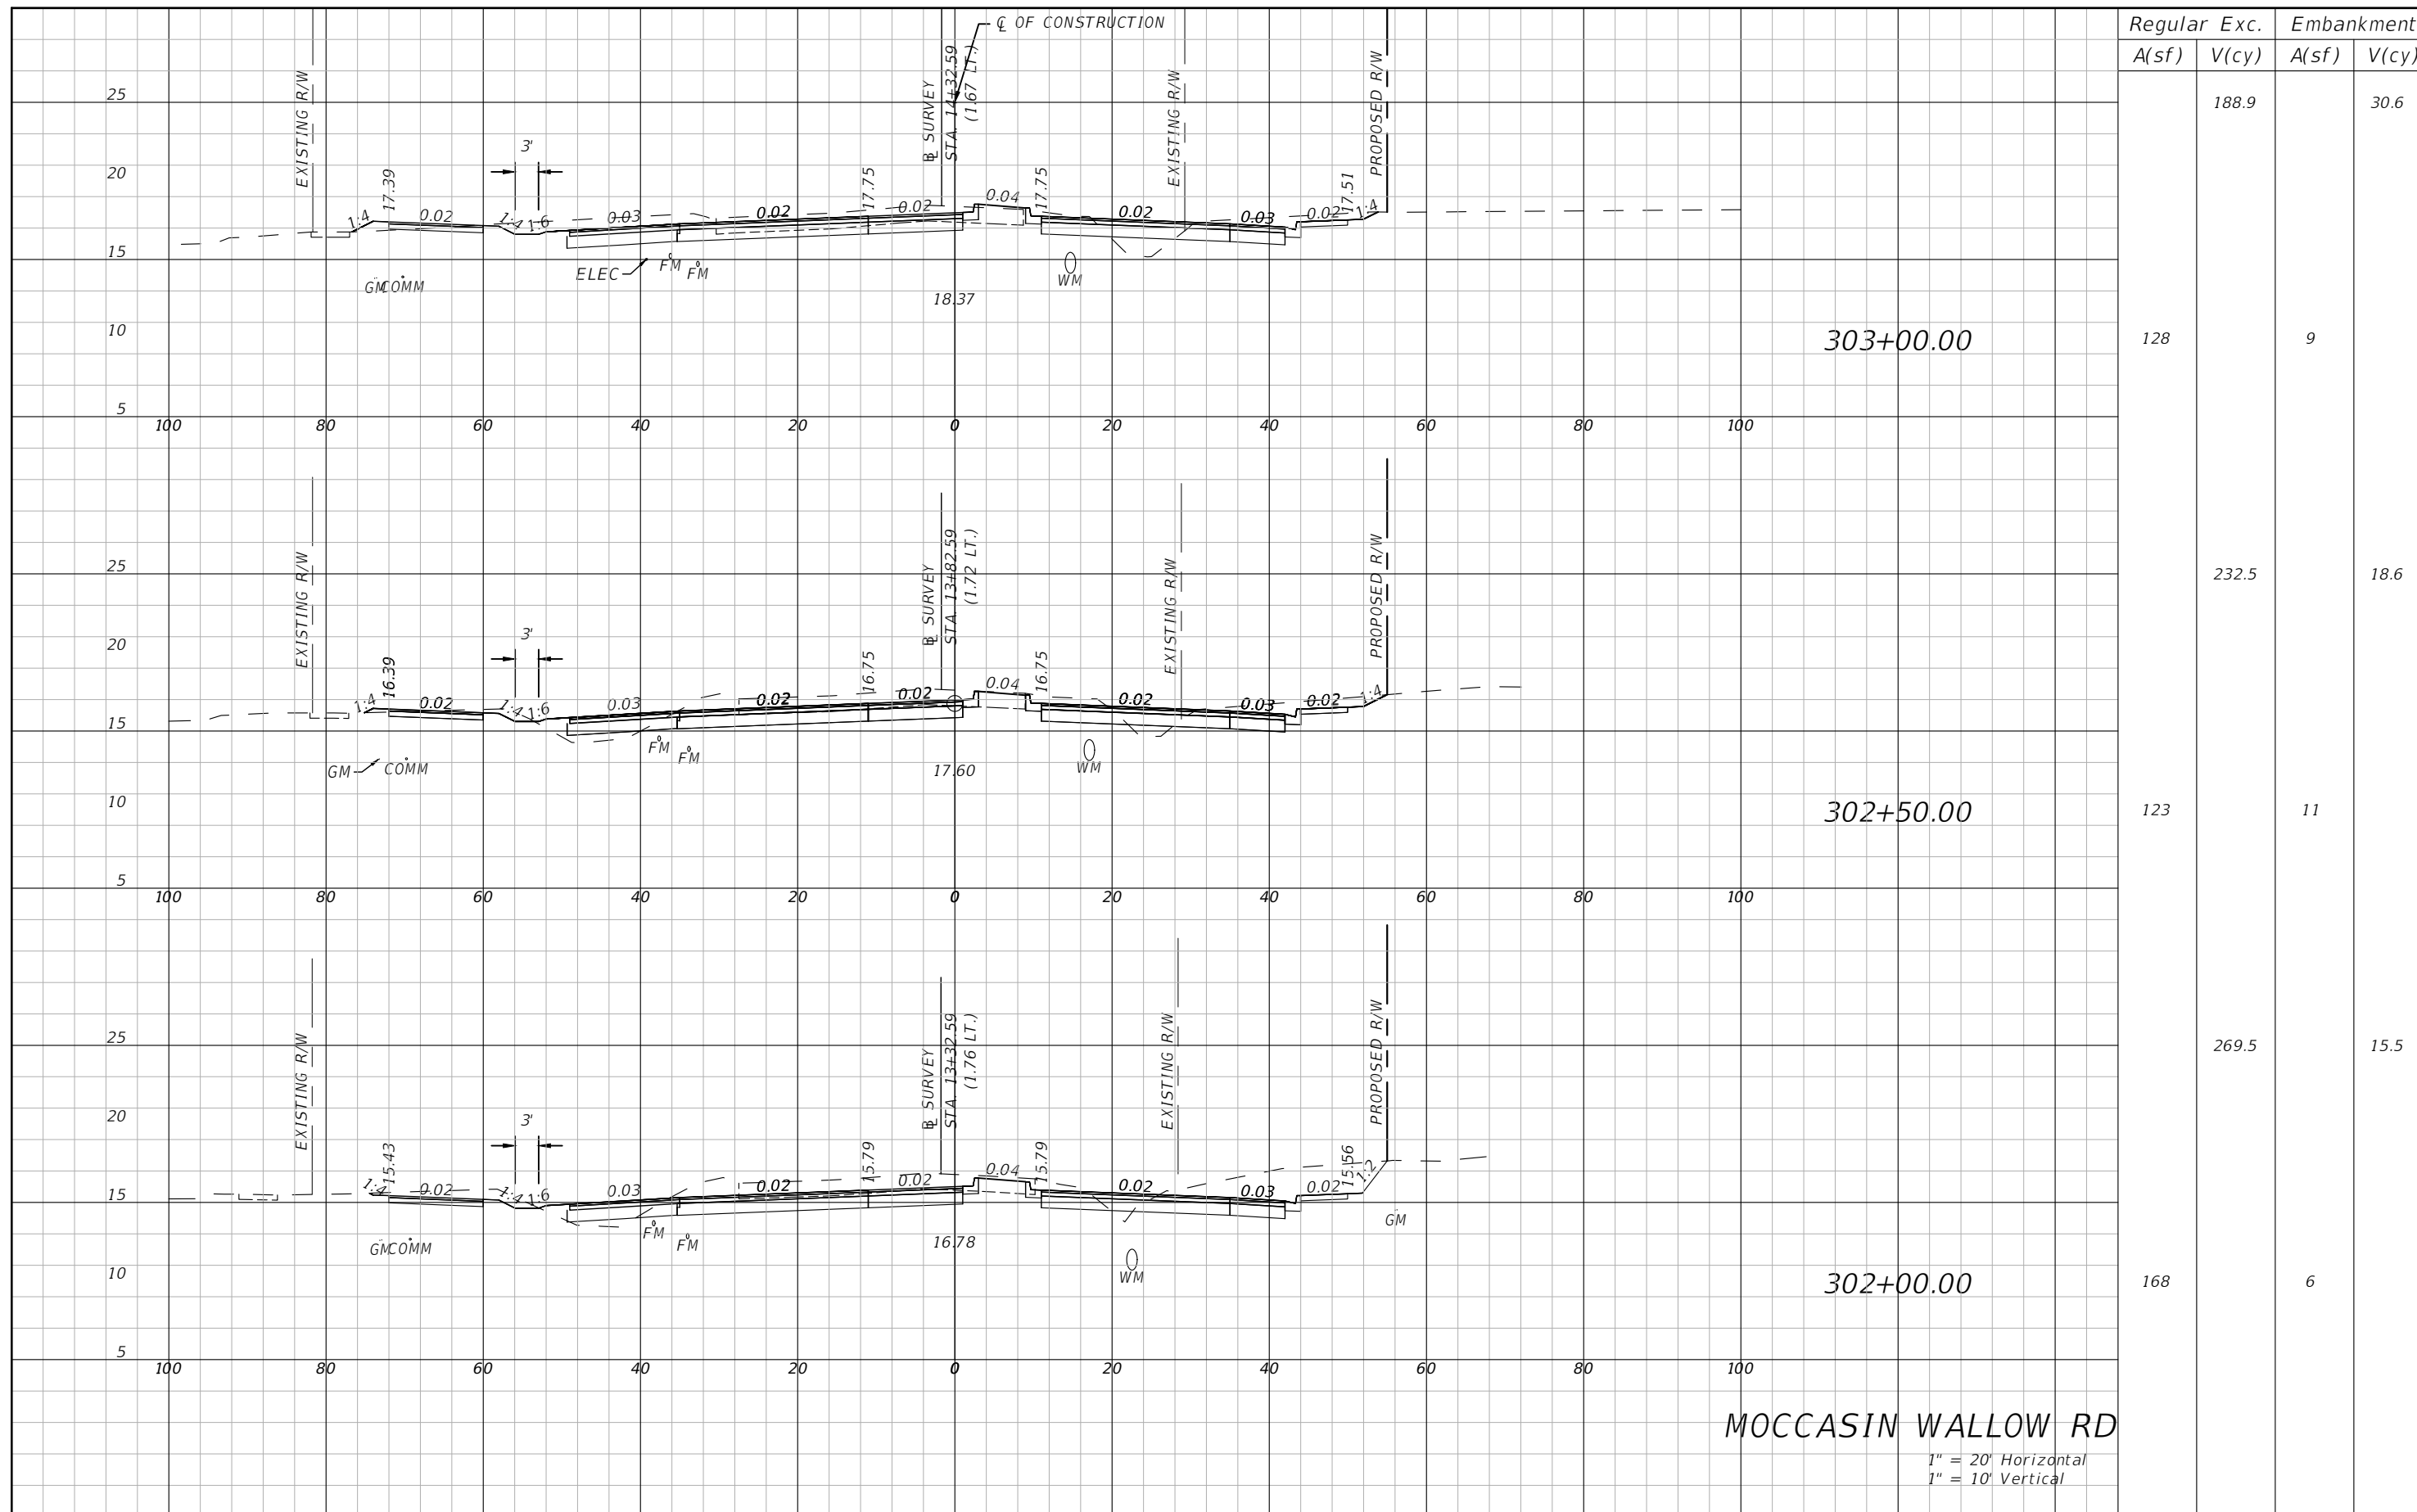 ℄ OF CONSTRUCTION
Regular Exc. Embankment
A(sf) V(cy) A(sf) V(cy)
EXISTING R/W
3'
B SURVEY
STA. 14+32.59
(1.67 LT.)
EXISTING R/W
PROPOSED R/W
188.9 30.6
25
20
15
10
5
17.39
17.75
17.75
17.51
1:4 0.02 1:4 1:6 0.03 0.02 0.02 0.04 0.02 0.03 0.02 1:4
GM COMM ELEC FM FM WM
18.37
303+00.00 128 9
100 80 60 40 20 0 20 40 60 80 100
EXISTING R/W
3'
B SURVEY
STA. 13+82.59
(1.72 LT.)
EXISTING R/W
PROPOSED R/W
232.5 18.6
25
20
15
10
5
16.39
16.75
16.75
1:4 0.02 1:4 1:6 0.03 0.02 0.02 0.04 0.02 0.03 0.02 1:4
GM COMM FM FM WM
17.60
302+50.00 123 11
100 80 60 40 20 0 20 40 60 80 100
EXISTING R/W
3'
B SURVEY
STA. 13+32.59
(1.76 LT.)
EXISTING R/W
PROPOSED R/W
269.5 15.5
25
20
15
10
5
15.43
15.79
15.79
15.56
1:4 0.02 1:4 1:6 0.03 0.02 0.02 0.04 0.02 0.03 0.02 1:2
GM COMM FM FM WM GM
16.78
302+00.00 168 6
100 80 60 40 20 0 20 40 60 80 100
MOCCASIN WALLOW RD
1" = 20' Horizontal
1" = 10' Vertical